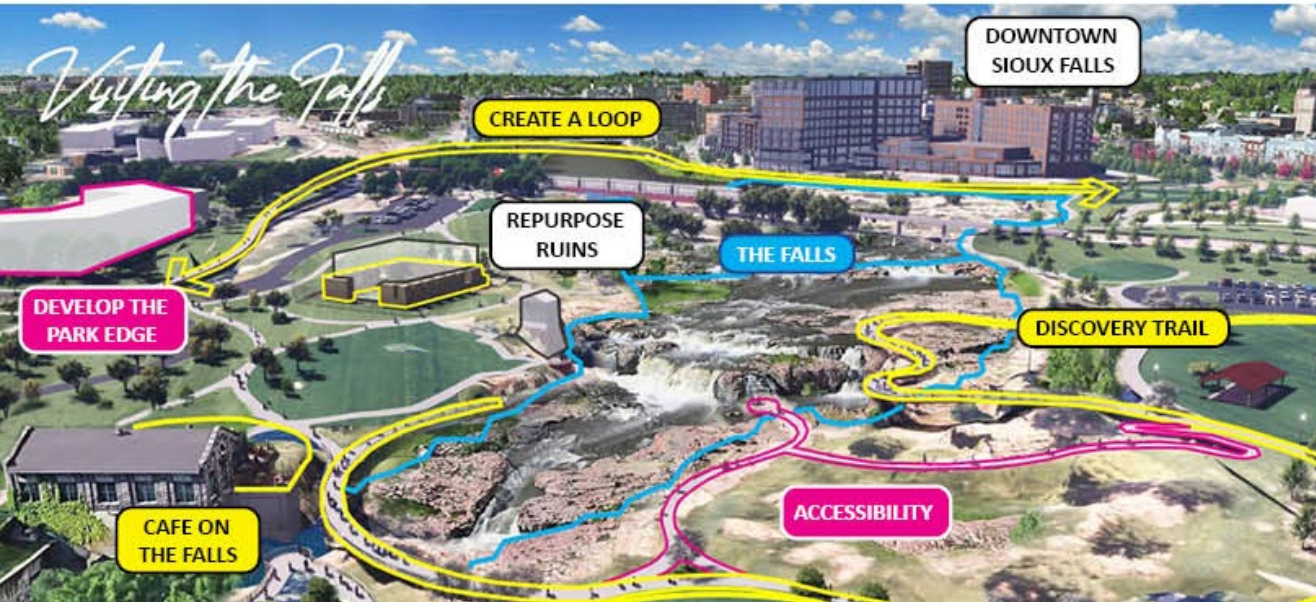 Visiting the Falls
DOWNTOWN
SIOUX FALLS
CREATE A LOOP
REPURPOSE
RUINS
THE FALLS
DEVELOP THE
PARK EDGE
DISCOVERY TRAIL
ACCESSIBILITY
CAFE ON
THE FALLS